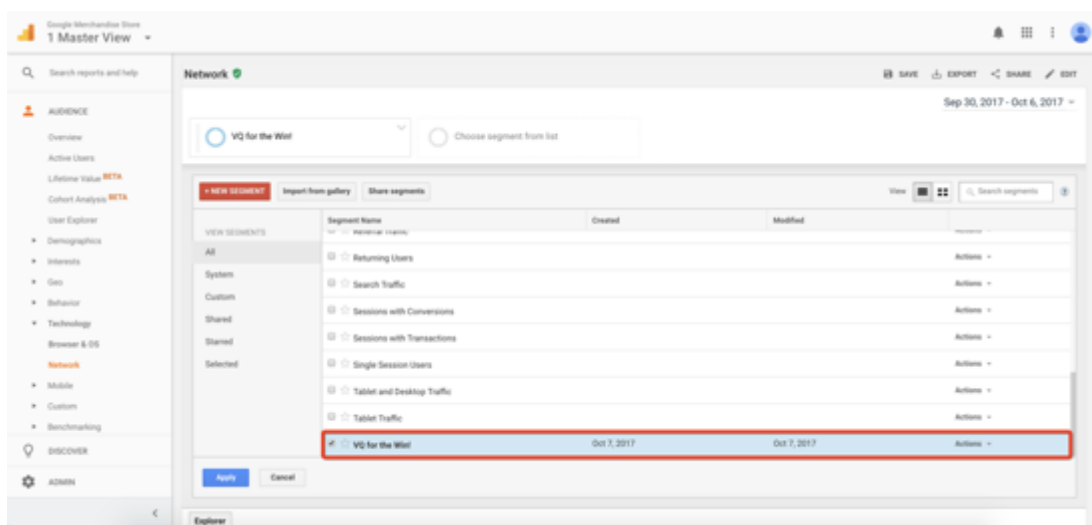 Google Merchandise Store
1 Master View
Search reports and help
Network
SAVE EXPORT SHARE EDIT
AUDIENCE
Sep 30, 2017 - Oct 6, 2017
Overview
VQ for the Win!
Choose segment from list
Active Users
Lifetime Value BETA
Cohort Analysis BETA
+ NEW SEGMENT Import from gallery Share segments
View
Search segments
User Explorer
Segment Name Created Modified
VIEW SEGMENTS
Referral Traffic
Actions
Demographics
All
Returning Users Actions
Interests
System
Geo
Search Traffic Actions
Custom
Behavior
Sessions with Conversions Actions
Shared
Technology
Sessions with Transactions Actions
Starred
Browser & OS
Network
Selected
Single Session Users Actions
Mobile
Tablet and Desktop Traffic Actions
Custom
Tablet Traffic Actions
Benchmarking
VQ for the Win! Oct 7, 2017 Oct 7, 2017 Actions
DISCOVER
Apply Cancel
ADMIN
Explorer